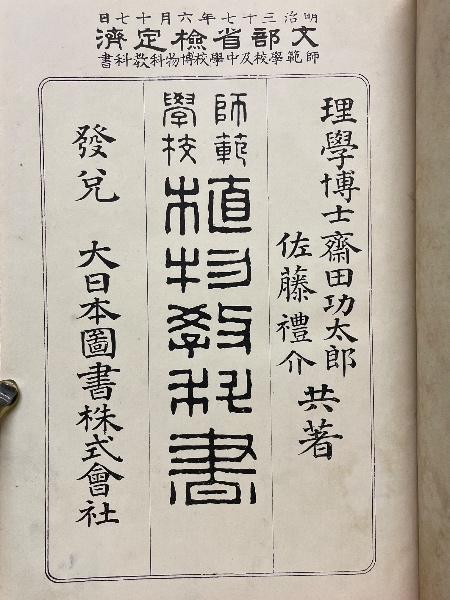 明治三十七年六月十七日
文部省檢定濟
師範學校及中學校博物科教科書
理學博士齋田功太郎
佐藤禮介
共著
師範
學校
植物教科書
發兌 大日本圖書株式會社